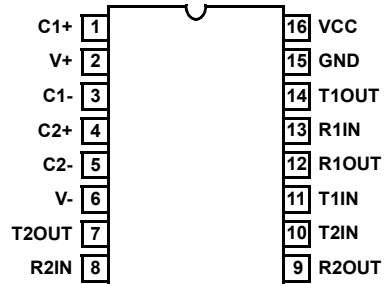 C1+ 1 16 VCC
V+ 2 15 GND
C1- 3 14 T1OUT
C2+ 4 13 R1IN
C2- 5 12 R1OUT
V- 6 11 T1IN
T2OUT 7 10 T2IN
R2IN 8 9 R2OUT